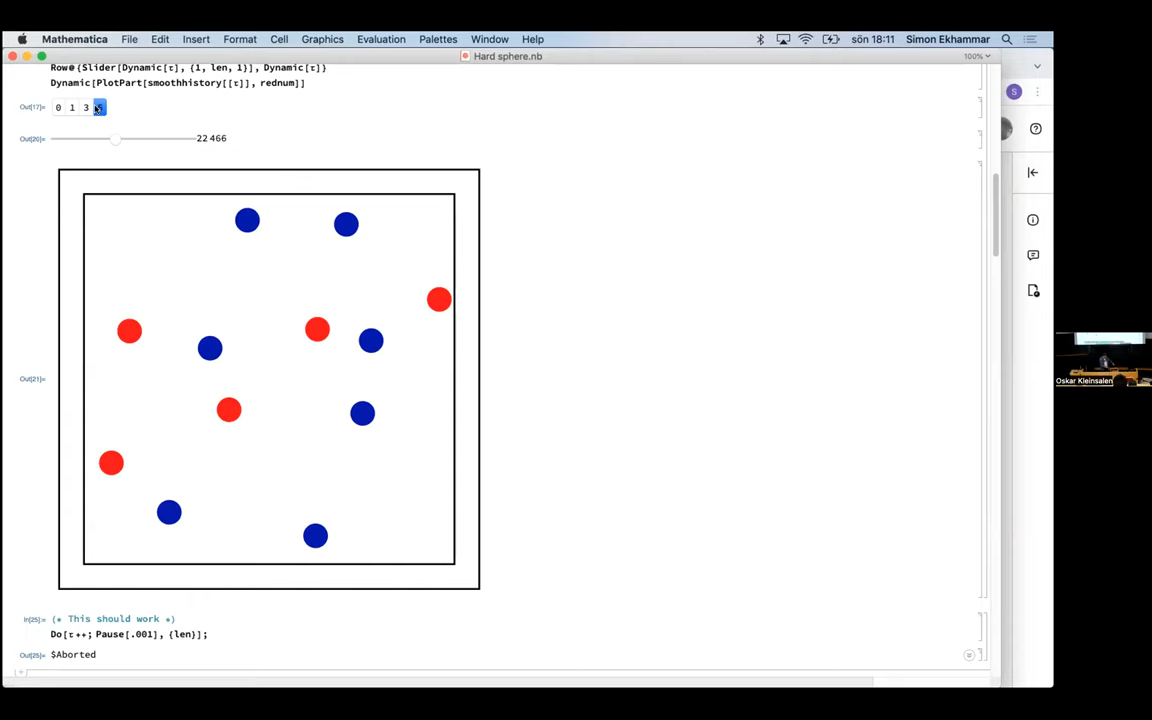 Mathematica File Edit Insert Format Cell Graphics Evaluation Palettes Window Help sön 18:11 Simon Ekhammar
Hard sphere.nb 100%
Row@{Slider[Dynamic[τ], {1, len, 1}], Dynamic[τ]}
Dynamic[PlotPart[smoothhistory[[τ]], rednum]]
S
Out[17]= 0 1 3
Out[20]= 22 466
Out[21]=
Oskar Kleinsalen
In[25]:= (* This should work *)
Do[τ++; Pause[.001], {len}];
Out[25]= $Aborted